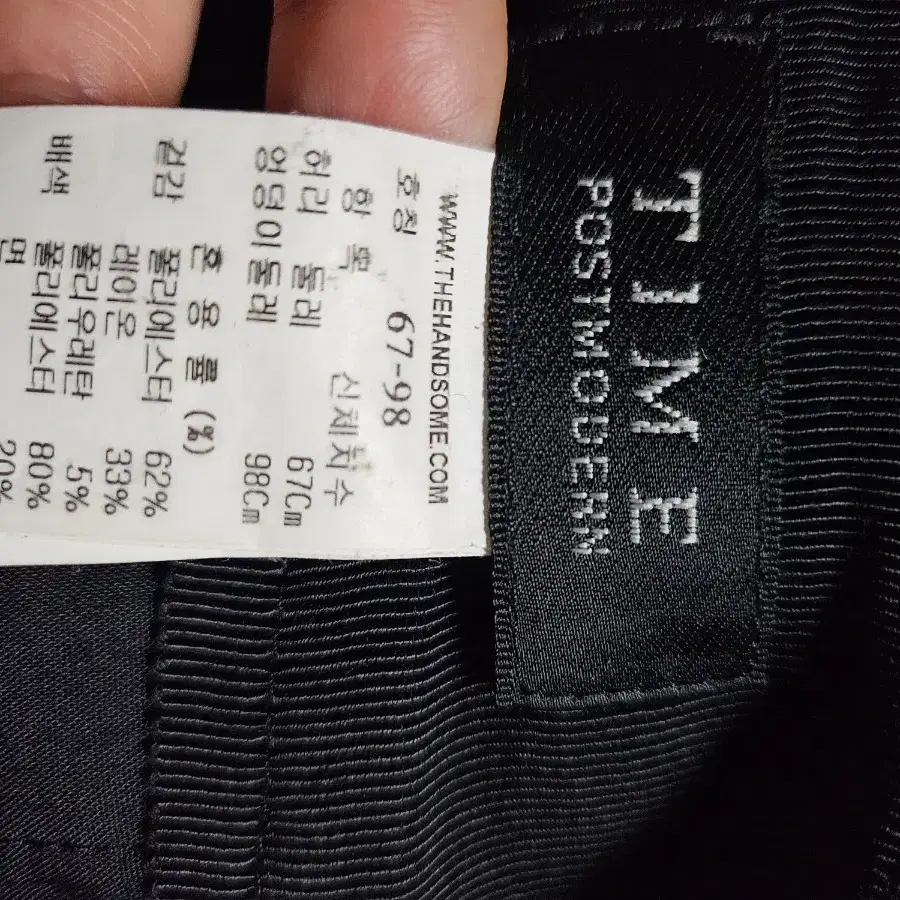 WWW.THEHANDSOME.COM
호칭 67-98
항 목 신체치수
허리 둘레 67Cm
엉덩이둘레 98Cm
혼 용 률 (%)
겉감 폴리에스터 62%
레이온 33%
폴리우레탄 5%
배색 폴리에스터 80%
면 20%
TIME
POSTMODERN